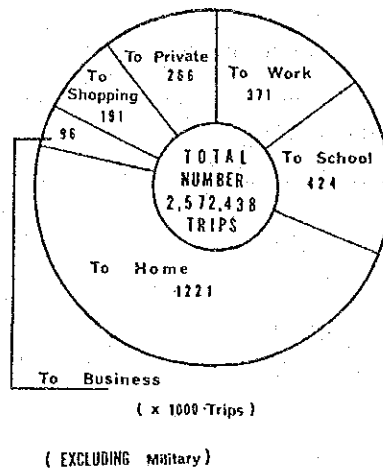 To Private
266
To Work
371
To
Shopping
191
96
To School
424
TOTAL
NUMBER
2,572,438
TRIPS
To Home
1221
To Business
( x 1000 Trips )
( EXCLUDING Military )